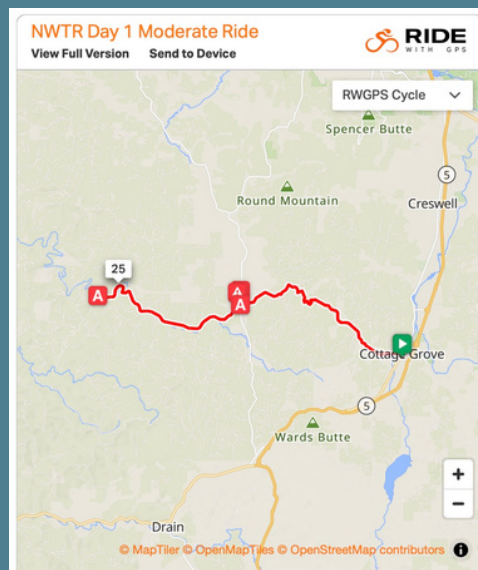 NWTR Day 1 Moderate Ride
RIDE
WITH GPS
View Full Version Send to Device
RWGPS Cycle
Spencer Butte
5
Creswell
Round Mountain
25
A
A
A
Cottage Grove
5
Wards Butte
+
−
Drain
© MapTiler © OpenMapTiles © OpenStreetMap contributors i